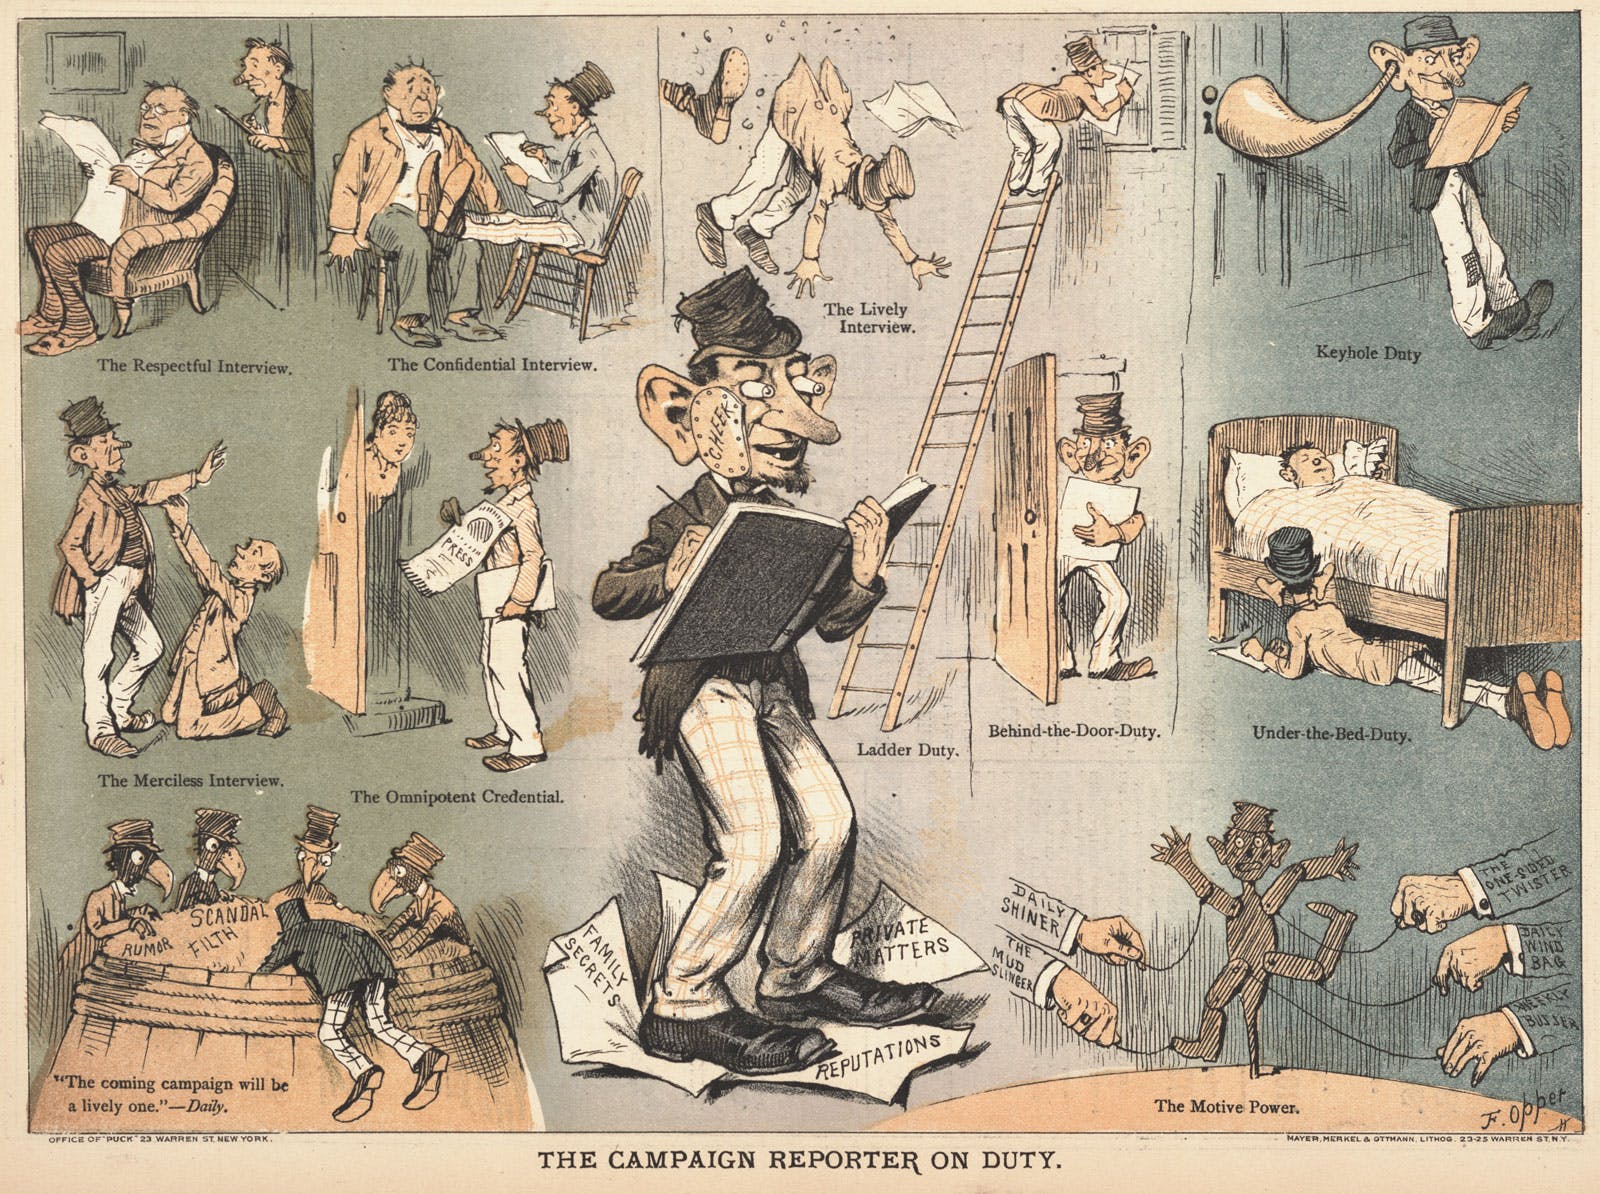 The Respectful Interview.
The Confidential Interview.
The Lively
Interview.
Keyhole Duty
CHEEK
PRESS
The Merciless Interview.
The Omnipotent Credential.
Ladder Duty.
Behind-the-Door-Duty.
Under-the-Bed-Duty.
SCANDAL
RUMOR
FILTH
"The coming campaign will be
a lively one."—Daily.
FAMILY
SECRETS
PRIVATE
MATTERS
REPUTATIONS
DAILY
SHINER
THE
MUD
SLINGER
THE
ONE-SIDED
TWISTER
DAILY
WIND
BAG
WEEKLY
BUSSER
The Motive Power.
F. Opper
OFFICE OF "PUCK" 23 WARREN ST. NEW YORK.
MAYER, MERKEL & OTTMANN, LITHOG. 23-25 WARREN ST. N.Y.
THE CAMPAIGN REPORTER ON DUTY.